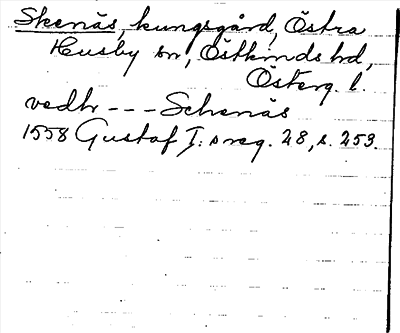 Skenäs, kungsgård, Östra
Husby sn, Östkinds hd,
Österg. l.
vedh --- Schenäs
1558 Gustaf I:s reg. 28, s. 253.